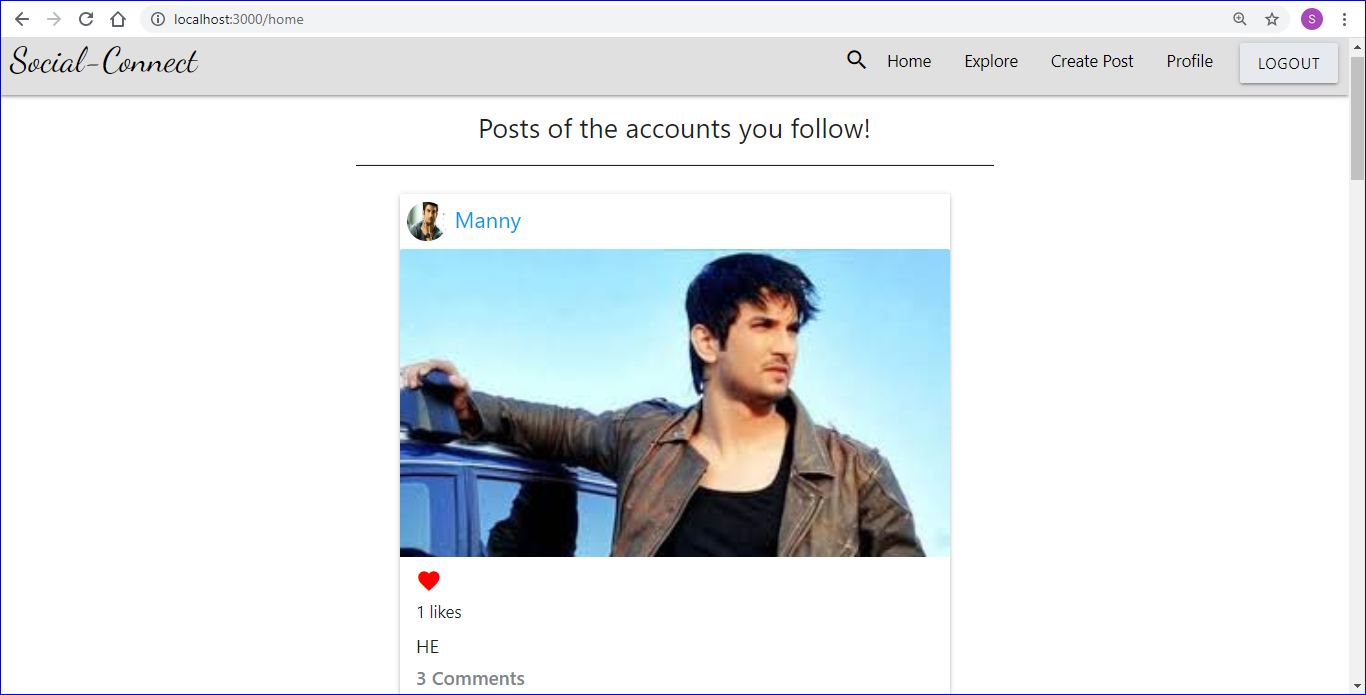 localhost:3000/home
S
Social-Connect
Home Explore Create Post Profile LOGOUT
Posts of the accounts you follow!
Manny
1 likes
HE
3 Comments